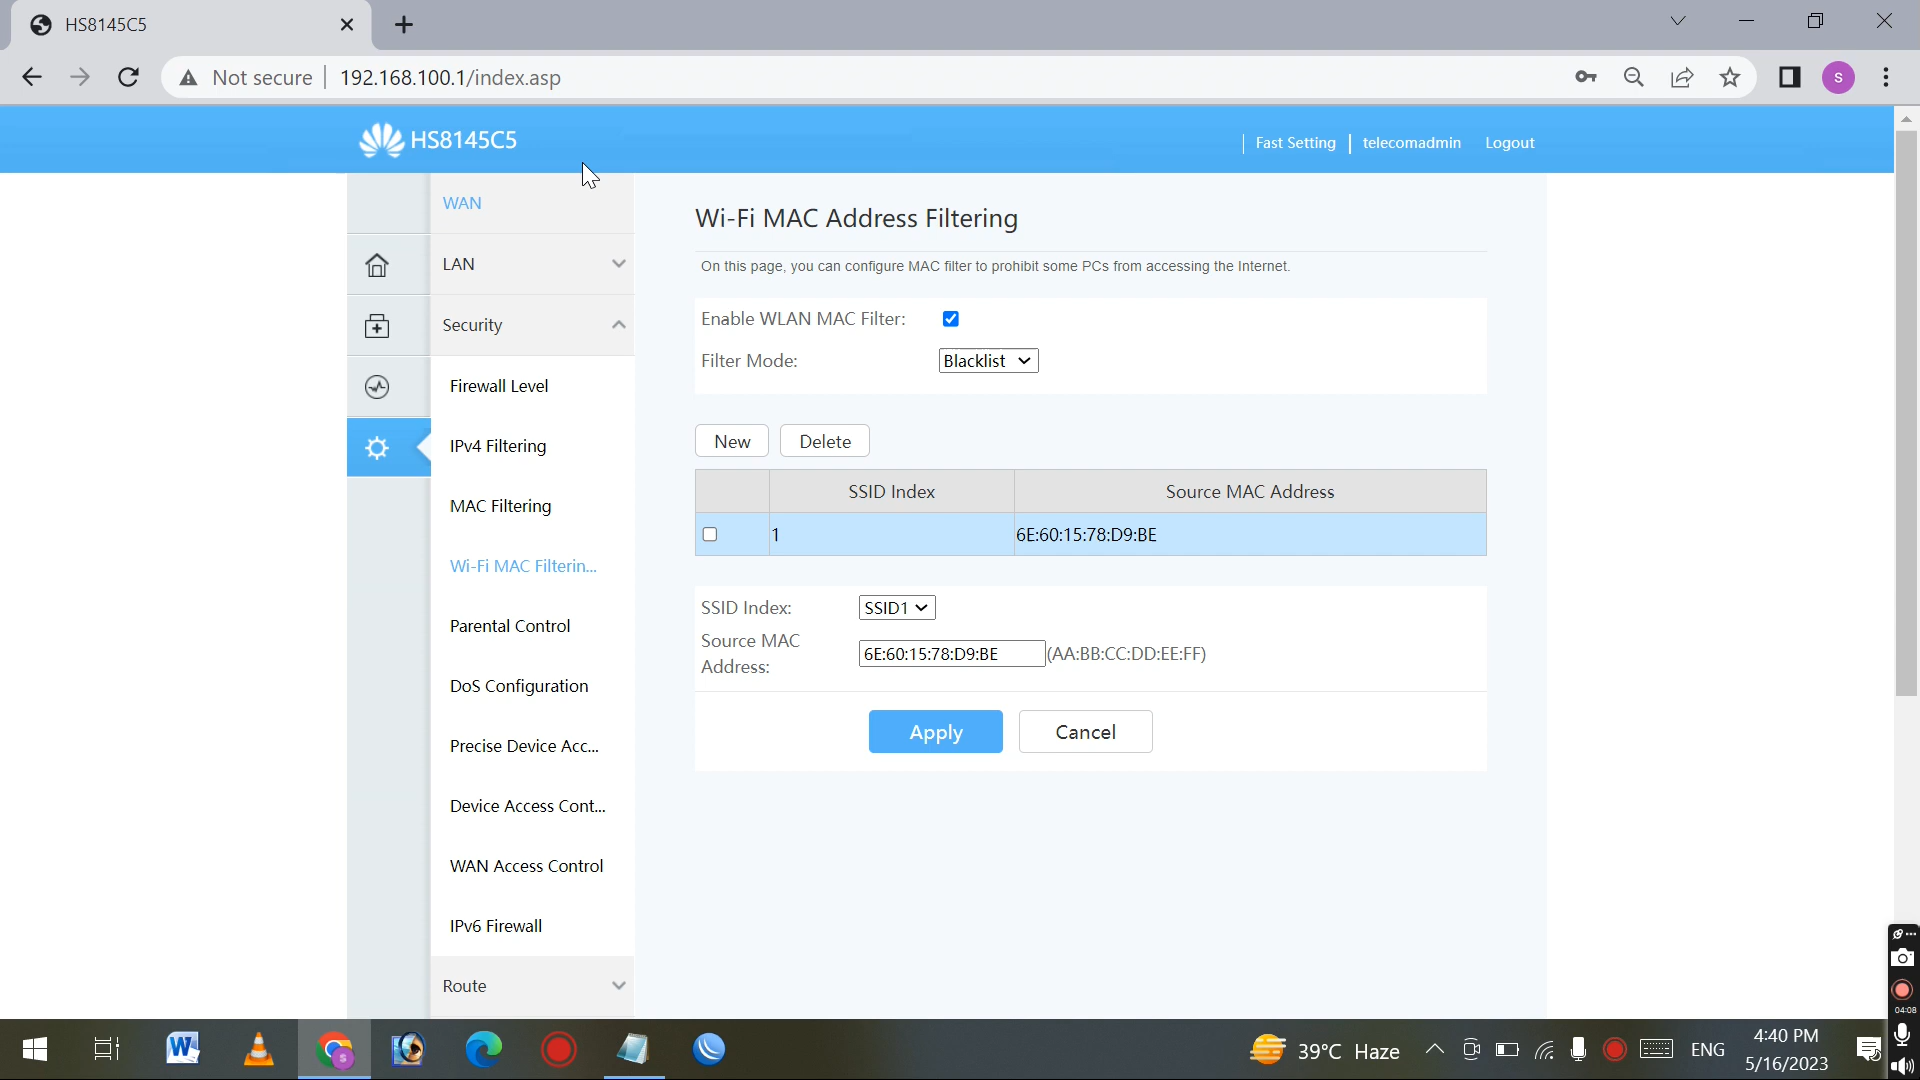 HS8145C5
Not secure
192.168.100.1/index.asp
S
HS8145C5
Fast Setting
telecomadmin
Logout
WAN
LAN
Security
Firewall Level
IPv4 Filtering
MAC Filtering
Wi-Fi MAC Filterin...
Parental Control
DoS Configuration
Precise Device Acc...
Device Access Cont...
WAN Access Control
IPv6 Firewall
Route
Wi-Fi MAC Address Filtering
On this page, you can configure MAC filter to prohibit some PCs from accessing the Internet.
Enable WLAN MAC Filter:
Filter Mode: Blacklist
New Delete
SSID Index Source MAC Address
1 6E:60:15:78:D9:BE
SSID Index: SSID1
Source MAC
Address:
6E:60:15:78:D9:BE (AA:BB:CC:DD:EE:FF)
Apply Cancel
04:08
39°C Haze
ENG
4:40 PM
5/16/2023